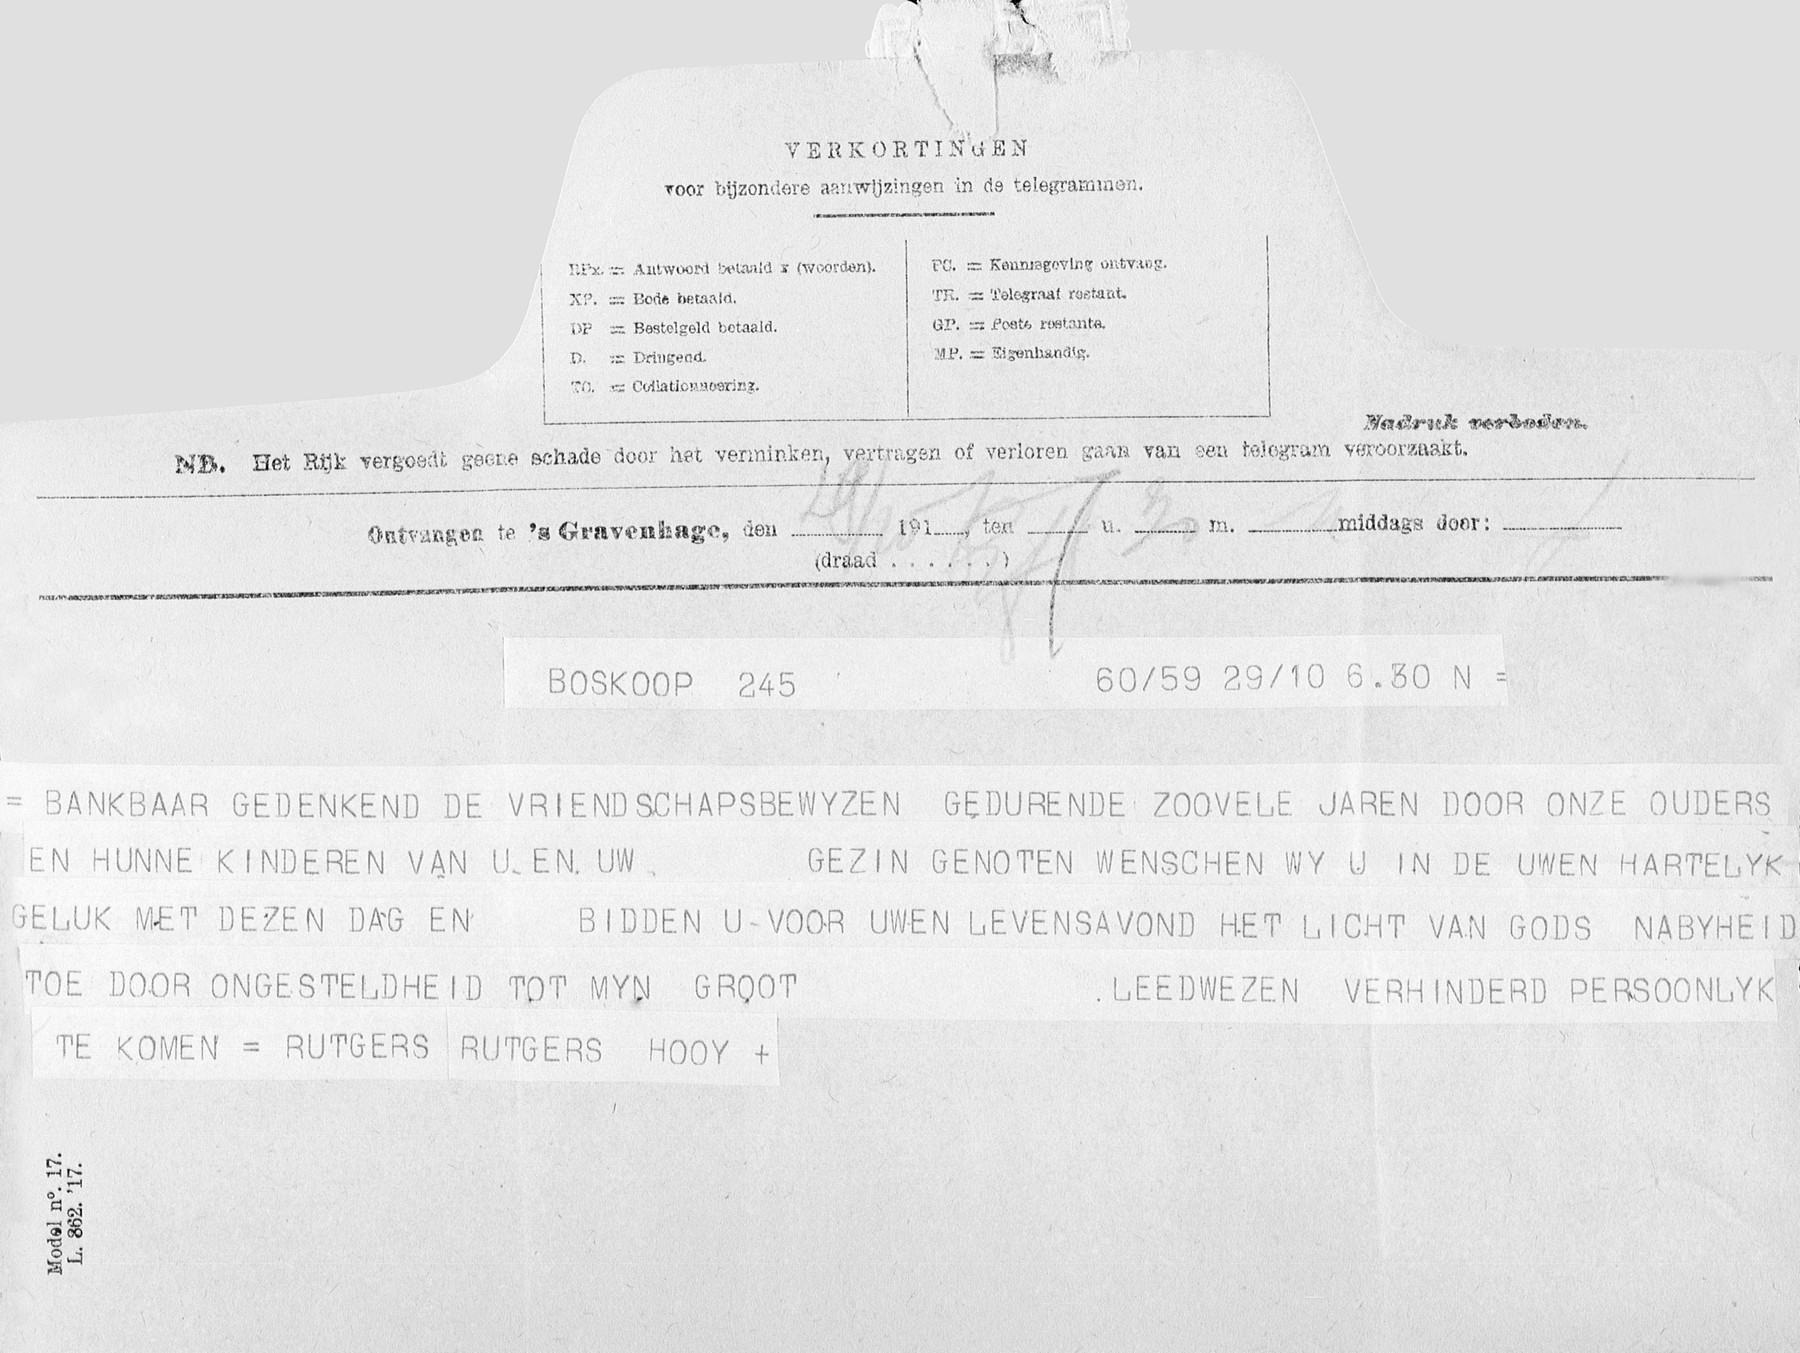 VERKORTINGEN
voor bijzondere aanwijzingen in de telegrammen.
RPx. = Antwoord betaald x (woorden).
XP. = Bode betaald.
DP = Bestelgeld betaald.
D. = Dringend.
TC. = Collationneering.
PC. = Kennisgeving ontvang.
TR. = Telegraaf restant.
GP. = Poste restante.
MP. = Eigenhandig.
Nadruk verboden.
NB. Het Rijk vergoedt geene schade door het verminken, vertragen of verloren gaan van een telegram veroorzaakt.
Ontvangen te 's Gravenhage, den 191 , ten u. 30 m. middags door:
(draad . . . . . . )
BOSKOOP 245 60/59 29/10 6.30 N =
= BANKBAAR GEDENKEND DE VRIENDSCHAPSBEWYZEN GEDURENDE ZOOVELE JAREN DOOR ONZE OUDERS
EN HUNNE KINDEREN VAN U EN UW GEZIN GENOTEN WENSCHEN WY U IN DE UWEN HARTELYK
GELUK MET DEZEN DAG EN BIDDEN U VOOR UWEN LEVENSAVOND HET LICHT VAN GODS NABYHEID
TOE DOOR ONGESTELDHEID TOT MYN GROOT LEEDWEZEN VERHINDERD PERSOONLYK
TE KOMEN = RUTGERS RUTGERS HOOY +
Model n°. 17.
L. 862. '17.